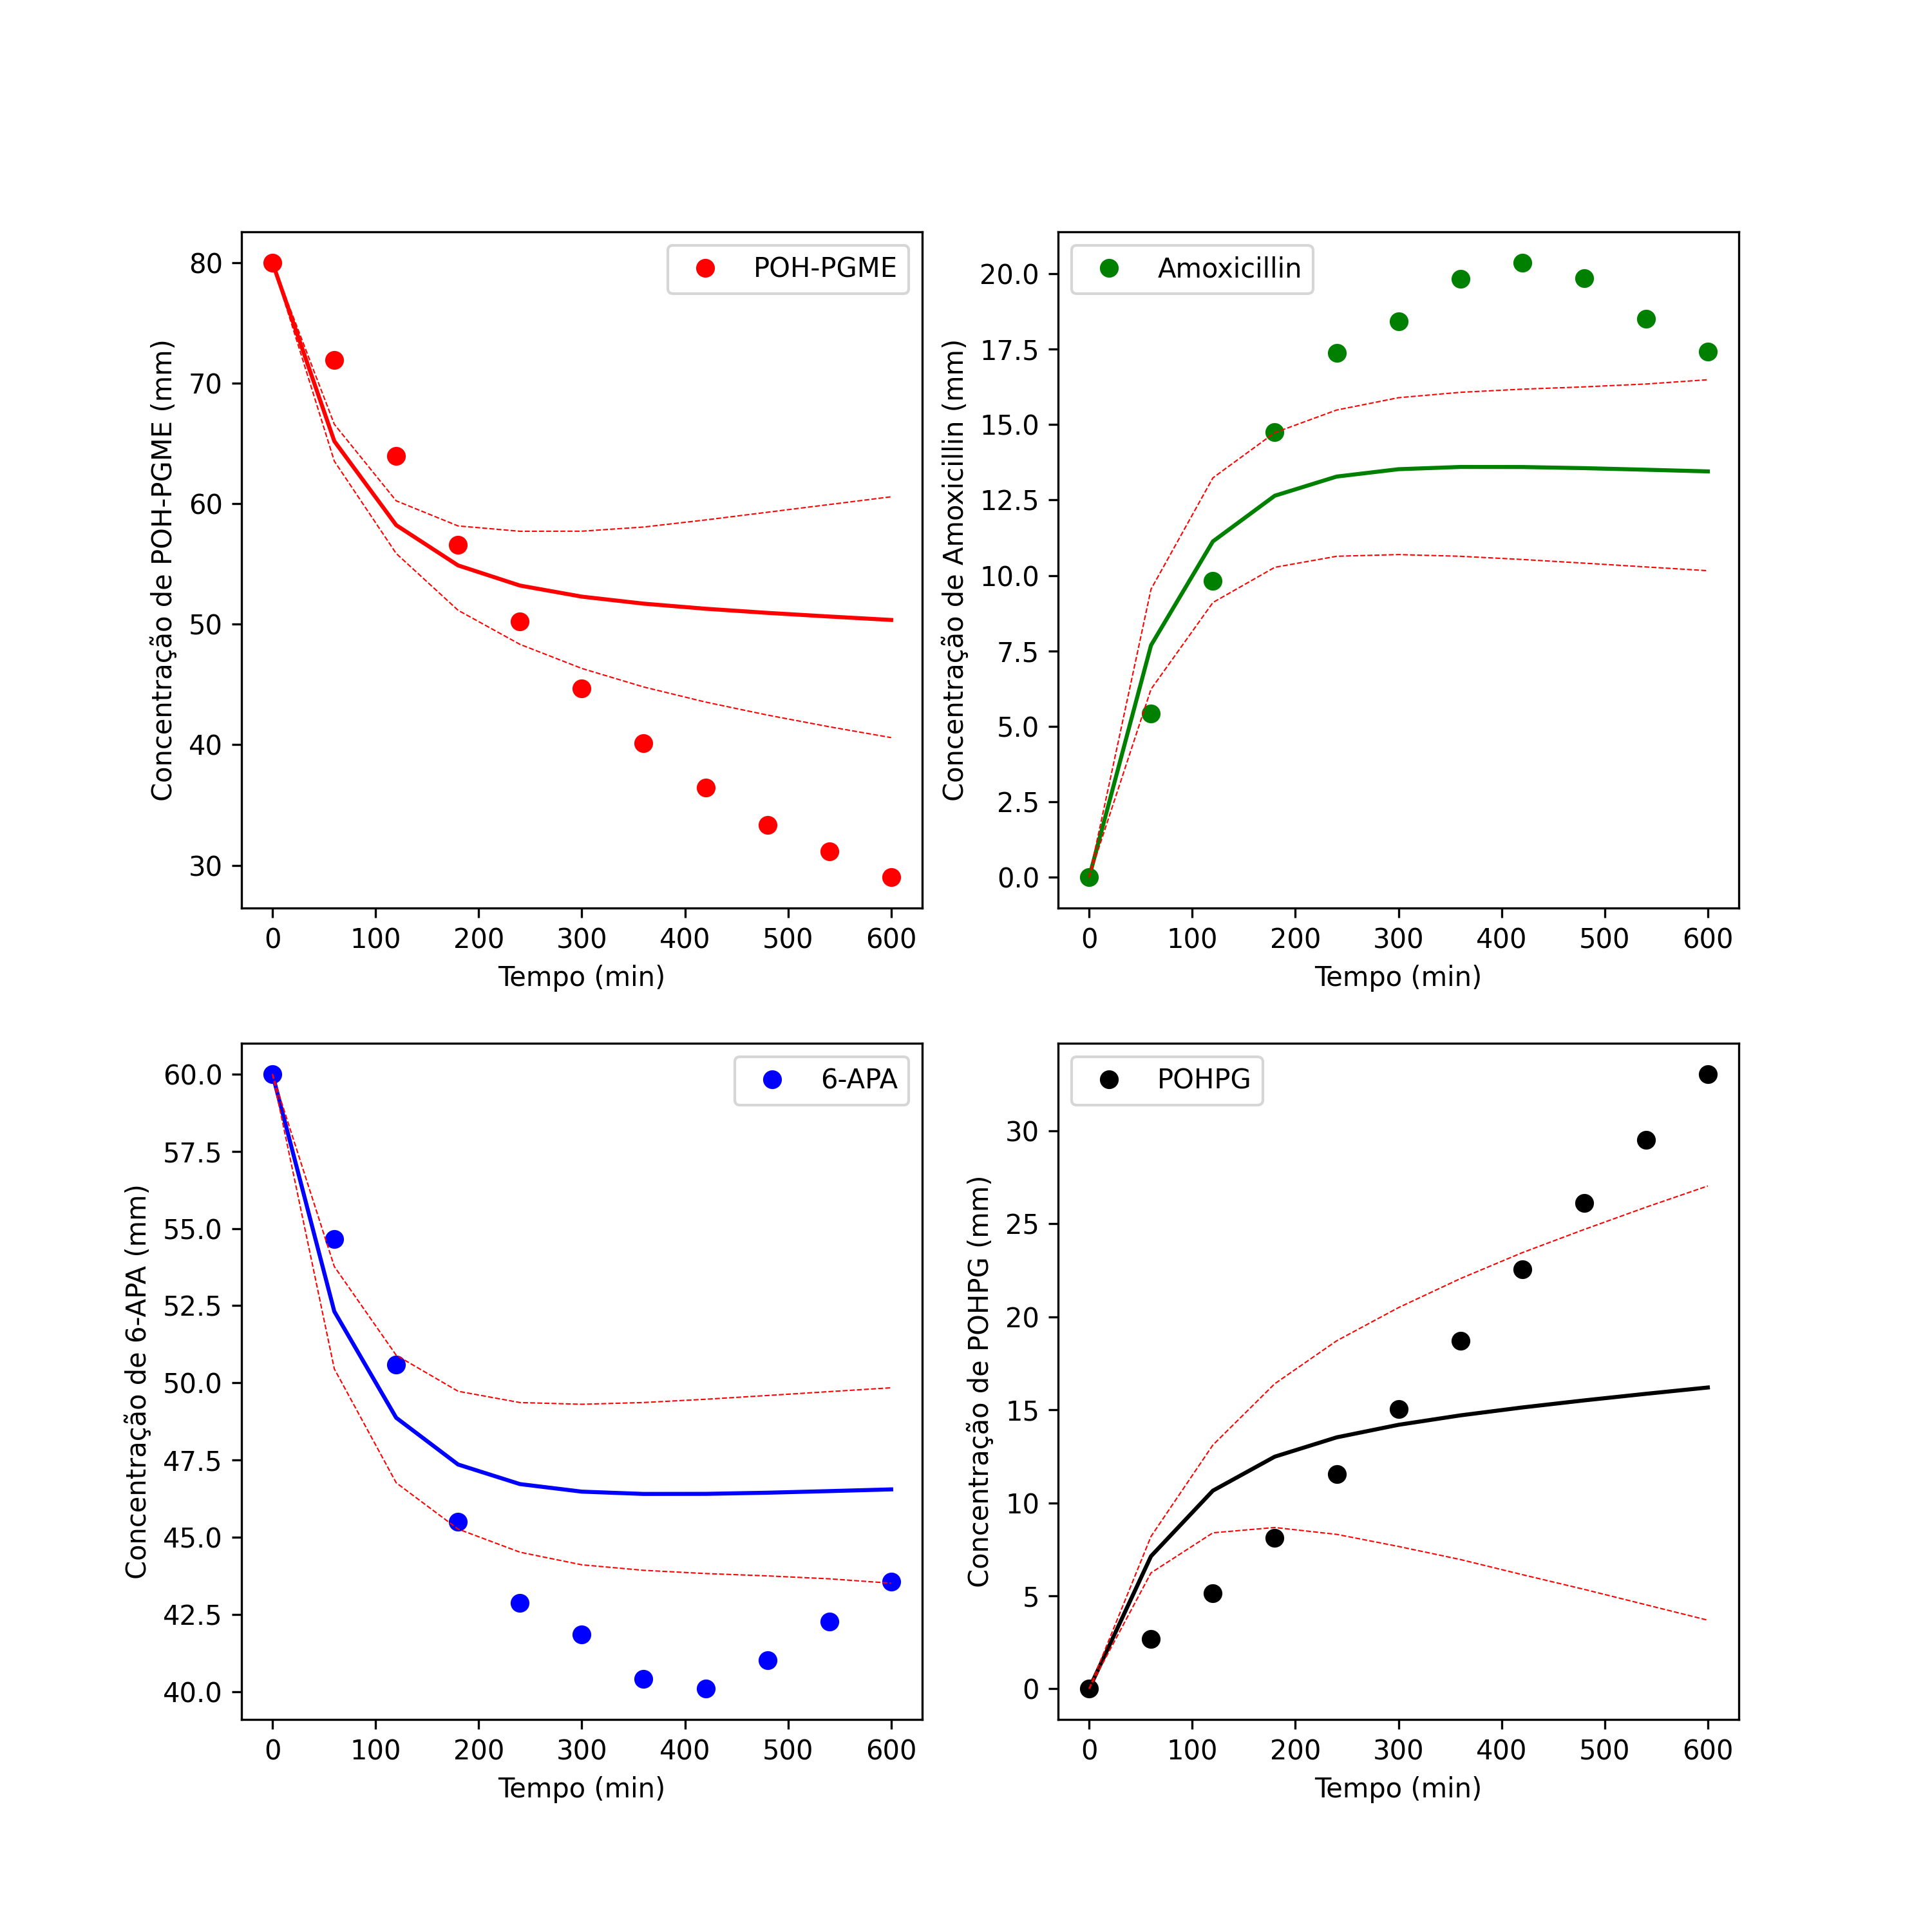 POH-PGME
Concentração de POH-PGME (mm)
80
70
60
50
40
30
0 100 200 300 400 500 600
Tempo (min)
Amoxicillin
Concentração de Amoxicillin (mm)
20.0
17.5
15.0
12.5
10.0
7.5
5.0
2.5
0.0
0 100 200 300 400 500 600
Tempo (min)
6-APA
Concentração de 6-APA (mm)
60.0
57.5
55.0
52.5
50.0
47.5
45.0
42.5
40.0
0 100 200 300 400 500 600
Tempo (min)
POHPG
Concentração de POHPG (mm)
30
25
20
15
10
5
0
0 100 200 300 400 500 600
Tempo (min)